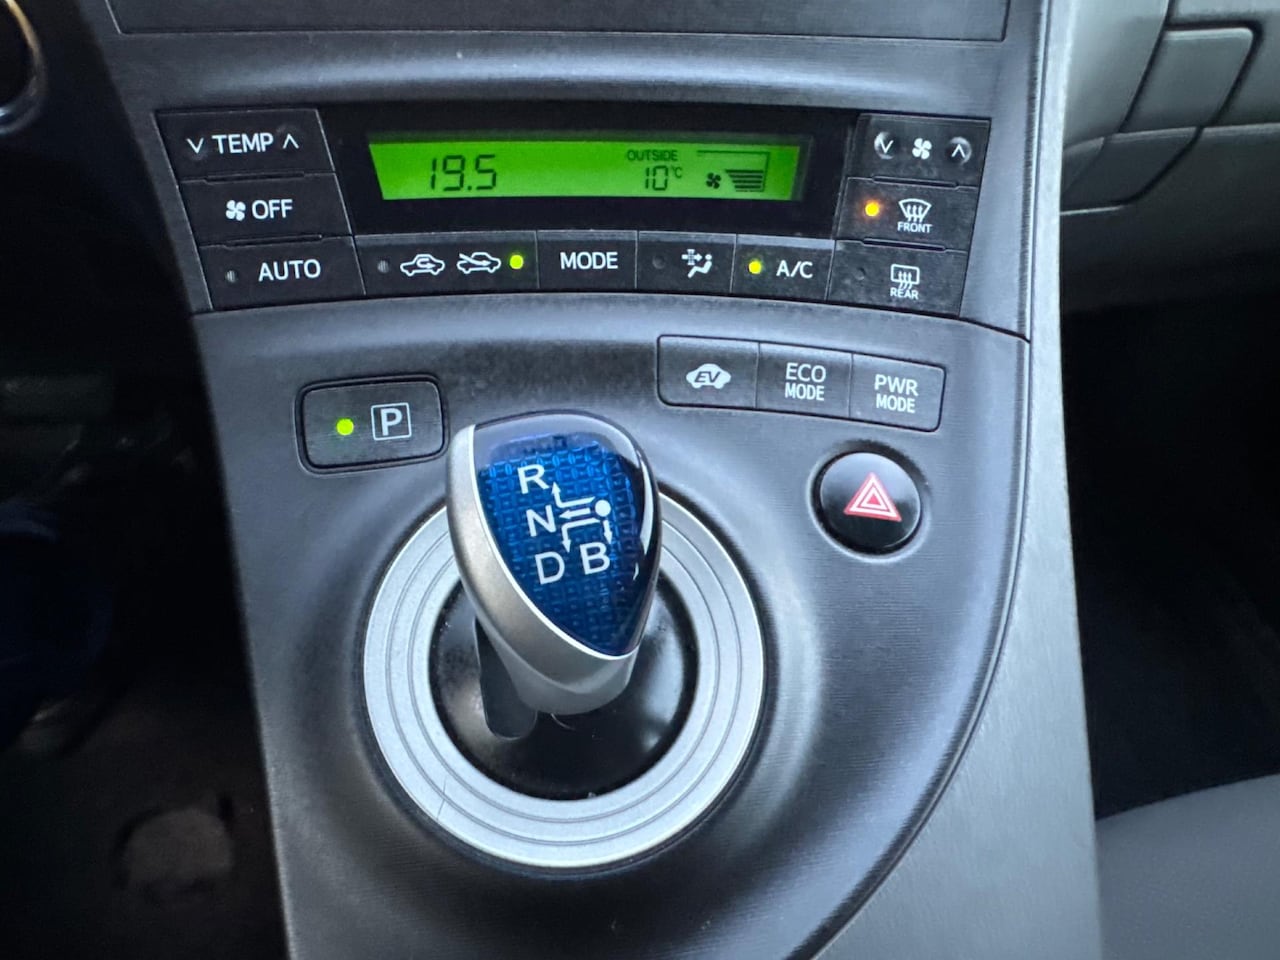 TEMP
19.5
OUTSIDE
10°C
OFF
FRONT
AUTO
MODE
A/C
REAR
EV
ECO
MODE
PWR
MODE
P
R
N
D B